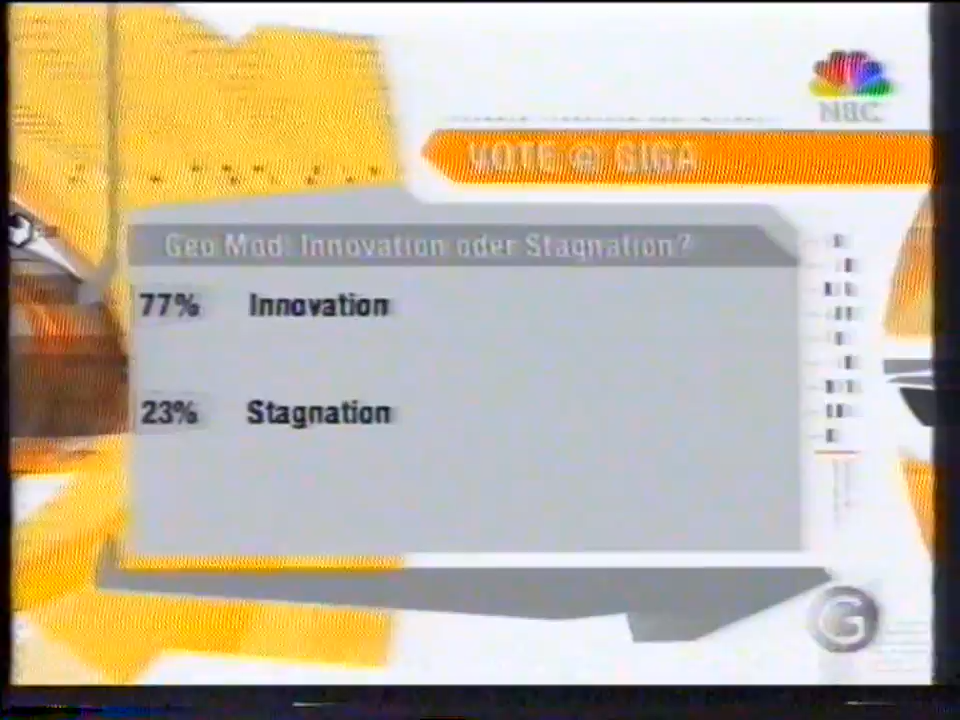 NBC
VOTE @ GIGA
Geo Mod: Innovation oder Stagnation?
77% Innovation
23% Stagnation
G